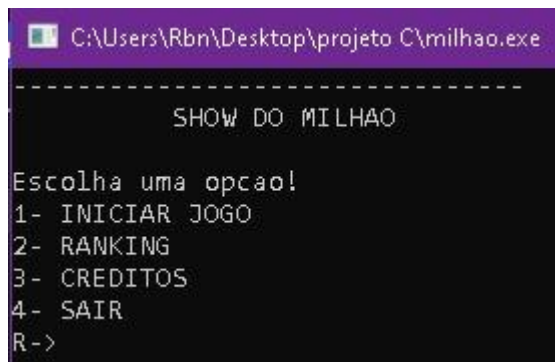 C:\Users\Rbn\Desktop\projeto C\milhao.exe
--------------------------------
SHOW DO MILHAO
Escolha uma opcao!
1- INICIAR JOGO
2- RANKING
3- CREDITOS
4- SAIR
R->